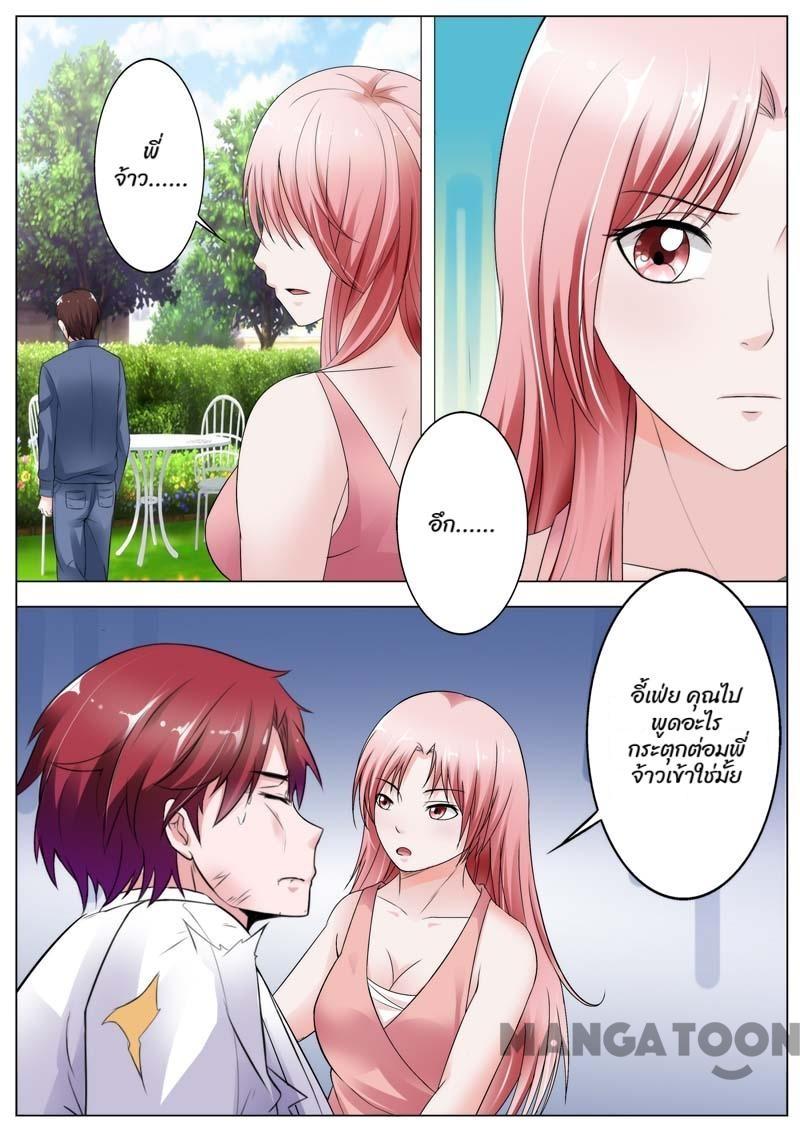 พี่
จ้าว......
อึก......
อี้เฟ่ย คุณไป
พูดอะไร
กระตุกต่อมพี่
จ้าวเข้าใช่มั้ย
MANGATOON